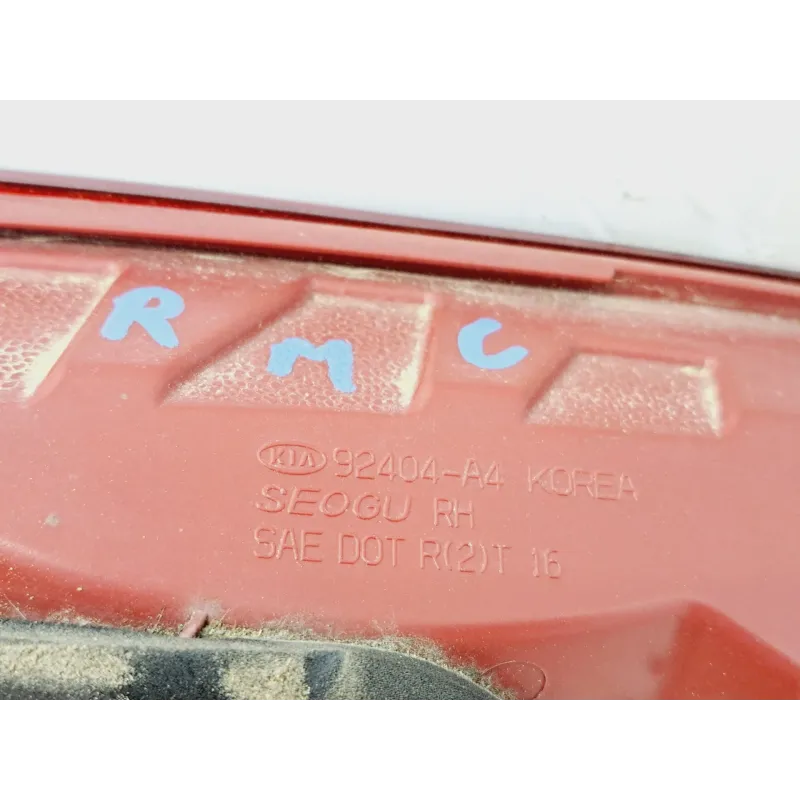 R M C
KIA 92404-A4 KOREA
SEOGU RH
SAE DOT R(2)T 16